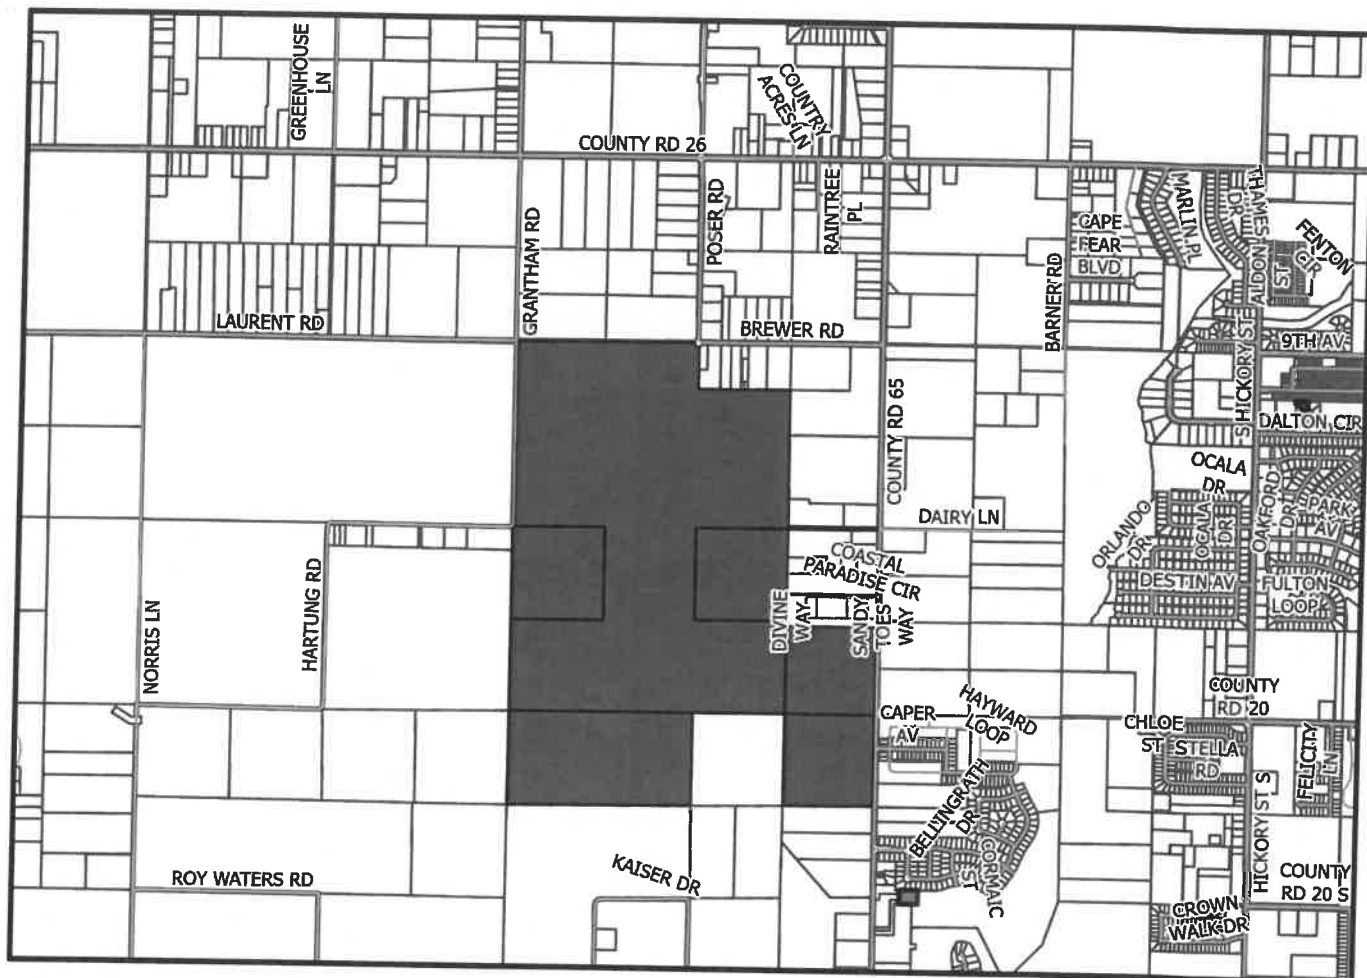 GREENHOUSE
LN
COUNTRY
ACRES LN
COUNTY RD 26
GRANTHAM RD
POSER RD
RAINTREE
PL
BARNER RD
CAPE
FEAR
BLVD
MARLIN PL
THAMES
DR
ALDON
ST
FENTON
CIR
LAURENT RD
BREWER RD
9TH AV
S HICKORY ST
COUNTY RD 65
DALTON CIR
OCALA
DR
DAIRY LN
ORLANDO
DR
OCALA
DR
OAKFORD
DR
PARK
AV
COASTAL
PARADISE CIR
DESTIN AV
FULTON
LOOP
DIVINE
WAY
SANDY
TOES
WAY
NORRIS LN
HARTUNG RD
COUNTY
RD 20
CAPER
AV
HAYWARD
LOOP
CHLOE
ST
STELLA
RD
FELICITY
LN
BELLINGRATH
DR
CORMAIC
ST
HICKORY ST S
ROY WATERS RD
KAISER DR
COUNTY
RD 20 S
CROWN
WALK DR